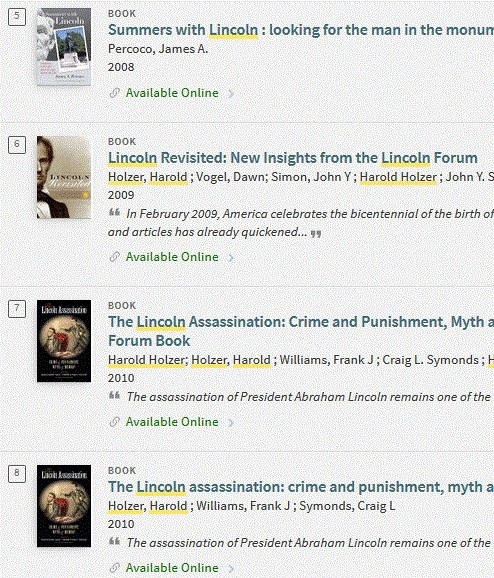 5
BOOK
Summers with Lincoln : looking for the man in the monum
Percoco, James A.
2008
Available Online
6
BOOK
Lincoln Revisited: New Insights from the Lincoln Forum
Holzer, Harold ; Vogel, Dawn; Simon, John Y ; Harold Holzer ; John Y. S
2009
“ In February 2009, America celebrates the bicentennial of the birth of
and articles has already quickened... ”
Available Online
LINCOLN
Revisited
7
BOOK
The Lincoln Assassination: Crime and Punishment, Myth a
Forum Book
Harold Holzer; Holzer, Harold ; Williams, Frank J ; Craig L. Symonds ; H
2010
“ The assassination of President Abraham Lincoln remains one of the
Available Online
Lincoln Assassination
8
BOOK
The Lincoln assassination: crime and punishment, myth a
Holzer, Harold ; Williams, Frank J ; Symonds, Craig L
2010
“ The assassination of President Abraham Lincoln remains one of the
Available Online
Lincoln Assassination